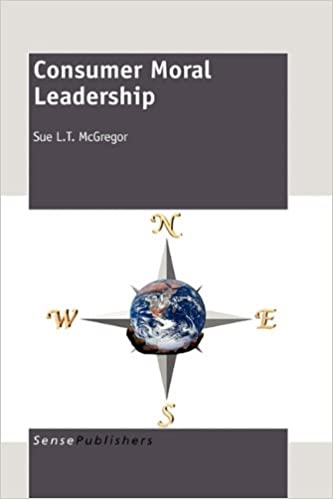 Consumer Moral
Leadership
Sue L.T. McGregor
N
W E
S
SensePublishers